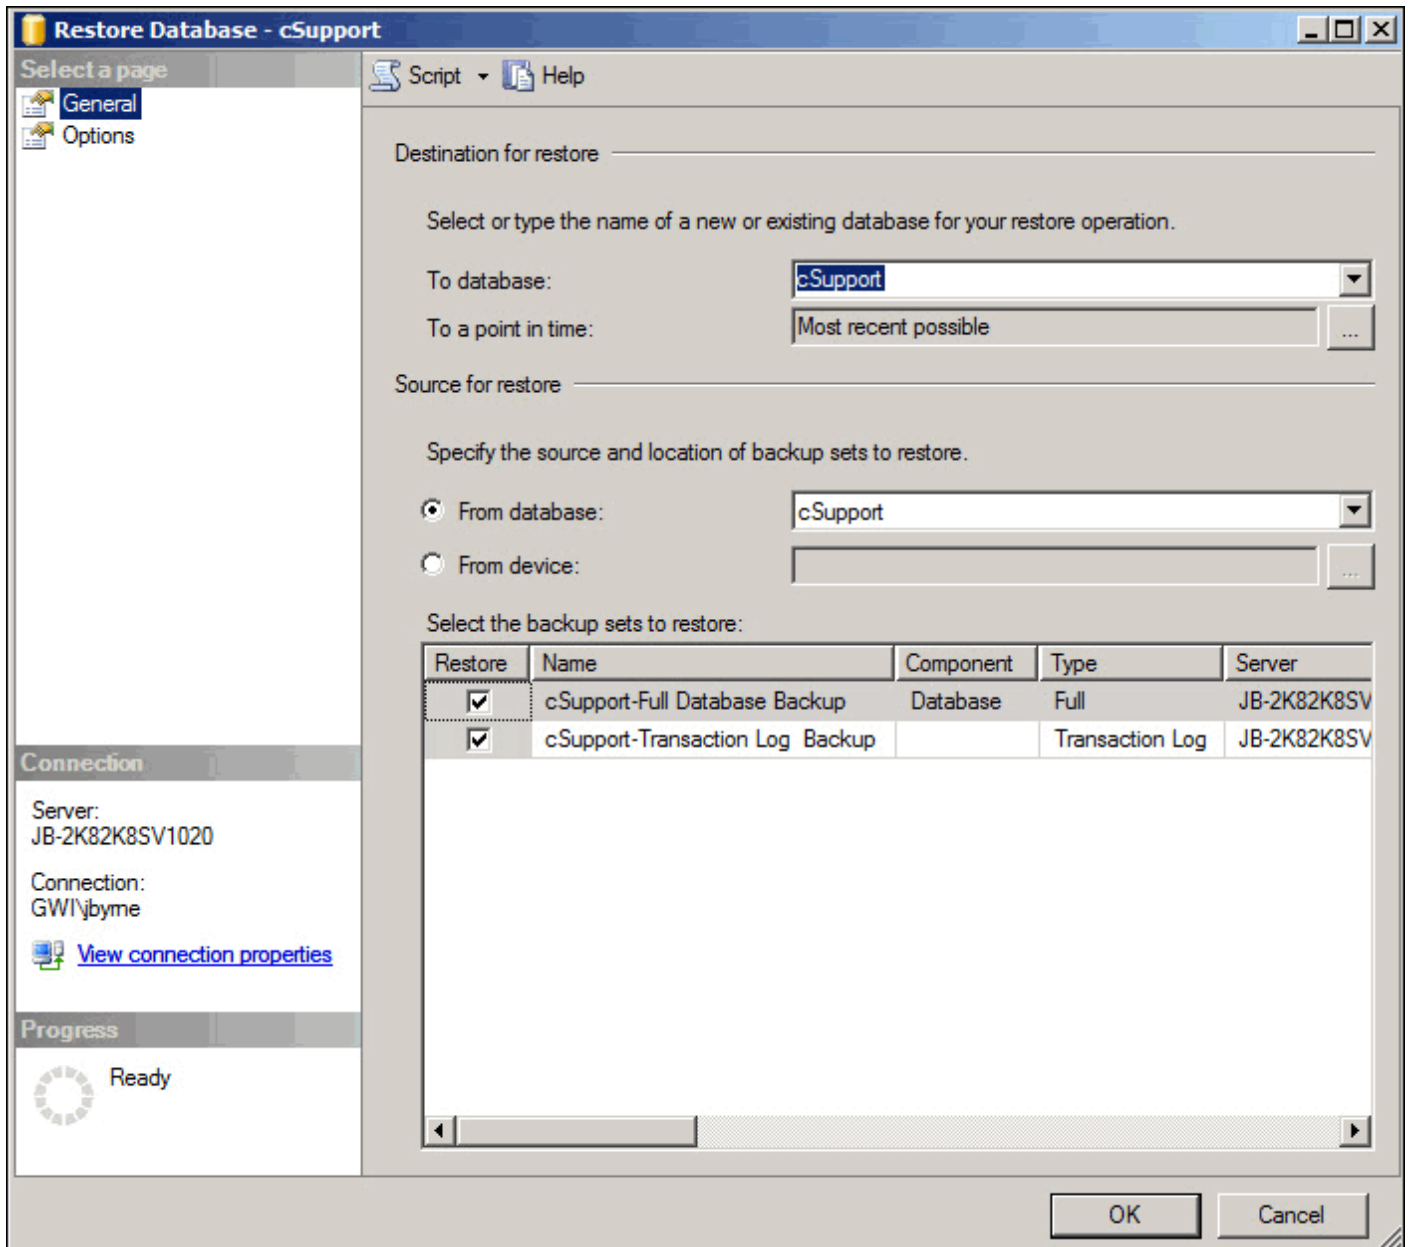 Restore Database - cSupport
Select a page
General
Options
Script
Help
Destination for restore
Select or type the name of a new or existing database for your restore operation.
To database:
cSupport
To a point in time:
Most recent possible
...
Source for restore
Specify the source and location of backup sets to restore.
From database:
cSupport
From device:
...
Select the backup sets to restore:
Restore Name Component Type Server
cSupport-Full Database Backup Database Full JB-2K82K8SV
cSupport-Transaction Log Backup Transaction Log JB-2K82K8SV
Connection
Server:
JB-2K82K8SV1020
Connection:
GWI\jbyrne
View connection properties
Progress
Ready
OK
Cancel